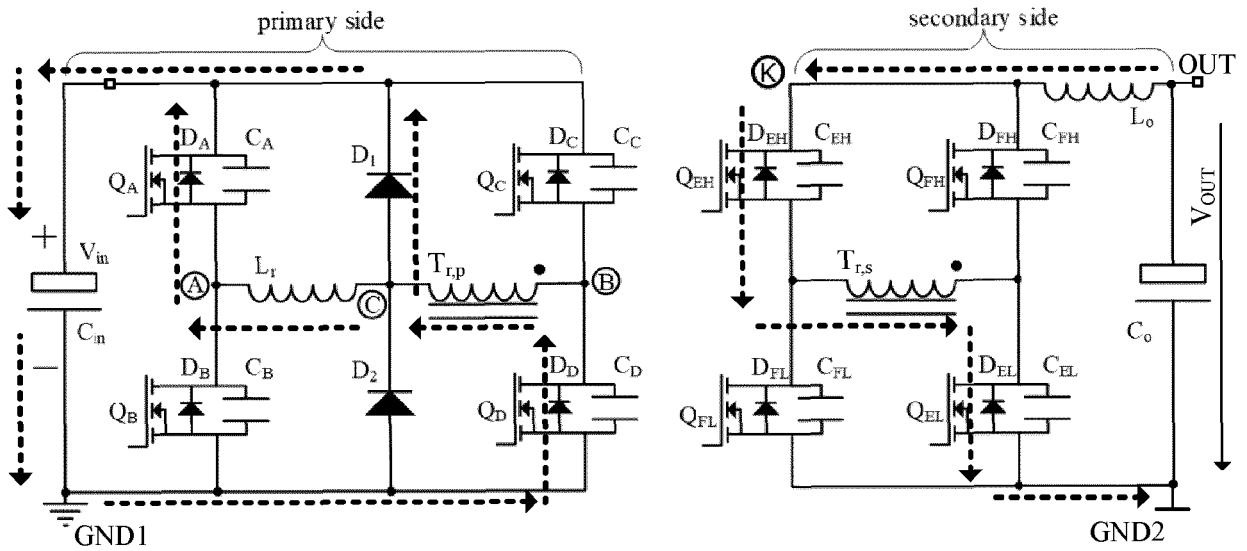 primary side
secondary side
K
OUT
D_A C_A
D_1
D_C C_C
D_EH C_EH
D_FH C_FH
L_o
Q_A
Q_C
Q_EH
Q_FH
V_OUT
+
V_in
A
L_r
C
T_r,p
B
T_r,s
C_in
−
D_B C_B
D_2
D_D C_D
D_FL C_FL
D_EL C_EL
C_o
Q_B
Q_D
Q_FL
Q_EL
GND1
GND2